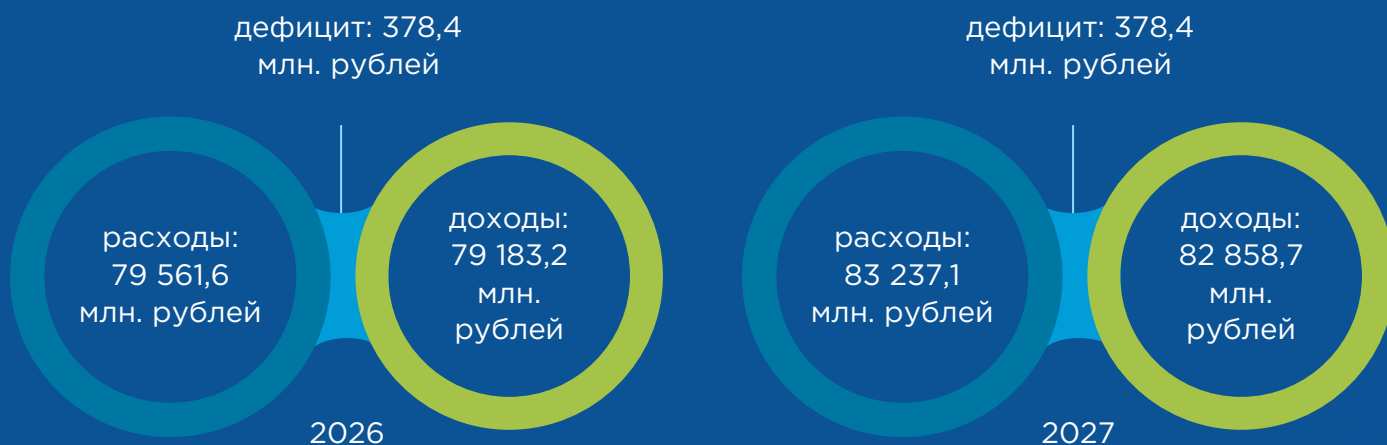 дефицит: 378,4
млн. рублей
расходы:
79 561,6
млн. рублей
доходы:
79 183,2
млн.
рублей
2026
дефицит: 378,4
млн. рублей
расходы:
83 237,1
млн. рублей
доходы:
82 858,7
млн.
рублей
2027